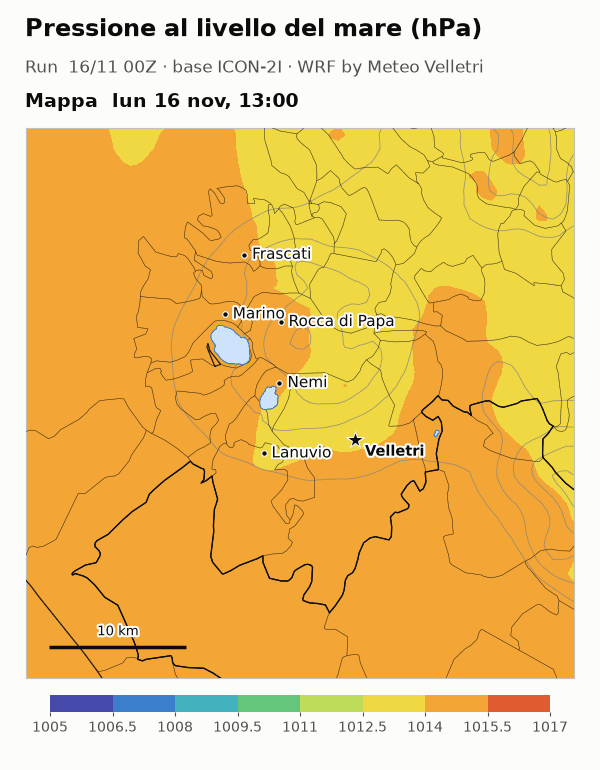 Pressione al livello del mare (hPa)
Run  16/11 00Z · base ICON-2I · WRF by Meteo Velletri
Mappa  lun 16 nov, 13:00
Frascati
Marino
Rocca di Papa
Nemi
Velletri
Lanuvio
10 km
1005 1006.5 1008 1009.5 1011 1012.5 1014 1015.5 1017